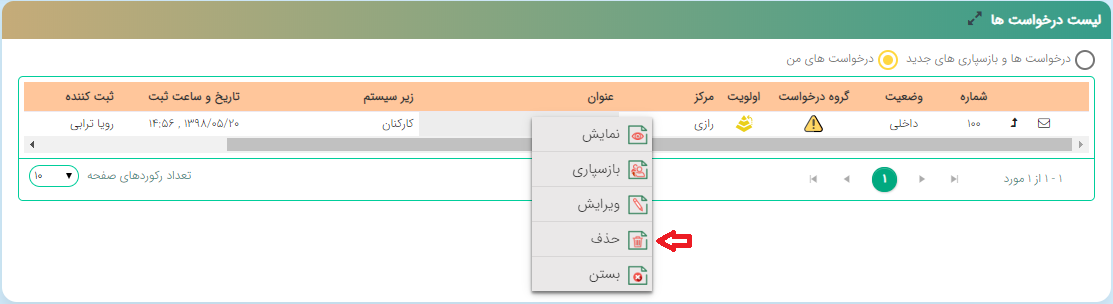 لیست درخواست ها
درخواست ها و بازسپاری های جدید درخواست های من
شماره وضعیت گروه درخواست اولویت مرکز عنوان زیر سیستم تاریخ و ساعت ثبت ثبت کننده
۱۰۰ داخلی رازی کارکنان ۱۳۹۸/۰۵/۲۰ , ۱۴:۵۶ رویا ترابی
نمایش
بازسپاری
ویرایش
حذف
بستن
۱ - ۱ از ۱ مورد ۱ تعداد رکوردهای صفحه ۱۰